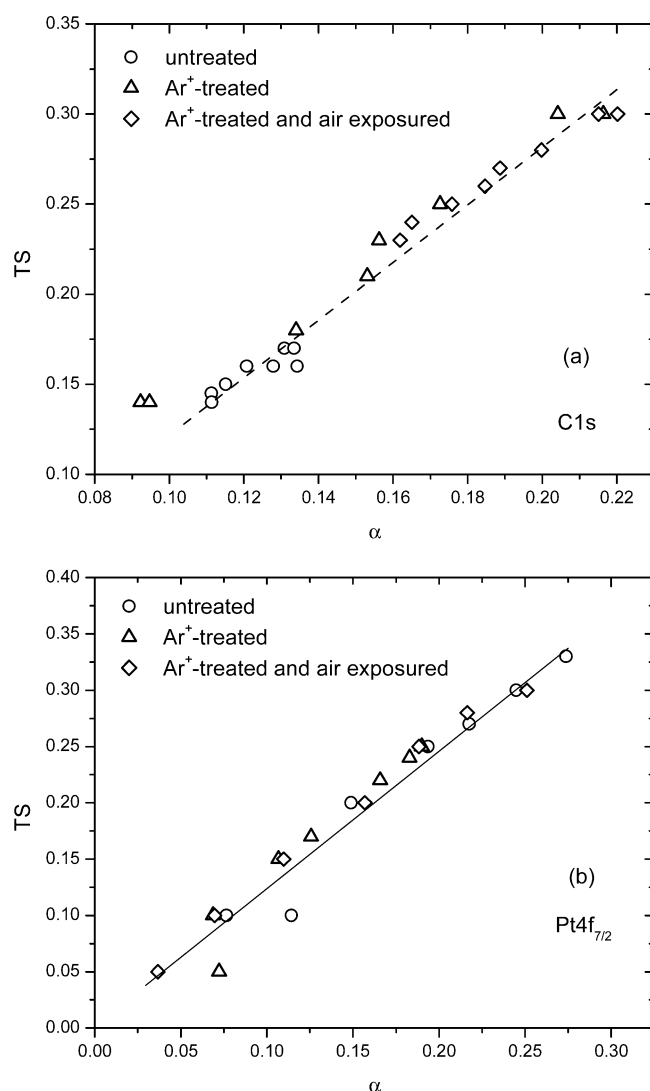 0.35
untreated
Ar⁺-treated
Ar⁺-treated and air exposured
0.30
0.25
TS
0.20
0.15
(a)
C1s
0.10
0.08 0.10 0.12 0.14 0.16 0.18 0.20 0.22
α
0.40
untreated
0.35
Ar⁺-treated
Ar⁺-treated and air exposured
0.30
0.25
TS
0.20
0.15
(b)
0.10
Pt4f7/2
0.05
0.00
0.00 0.05 0.10 0.15 0.20 0.25 0.30
α